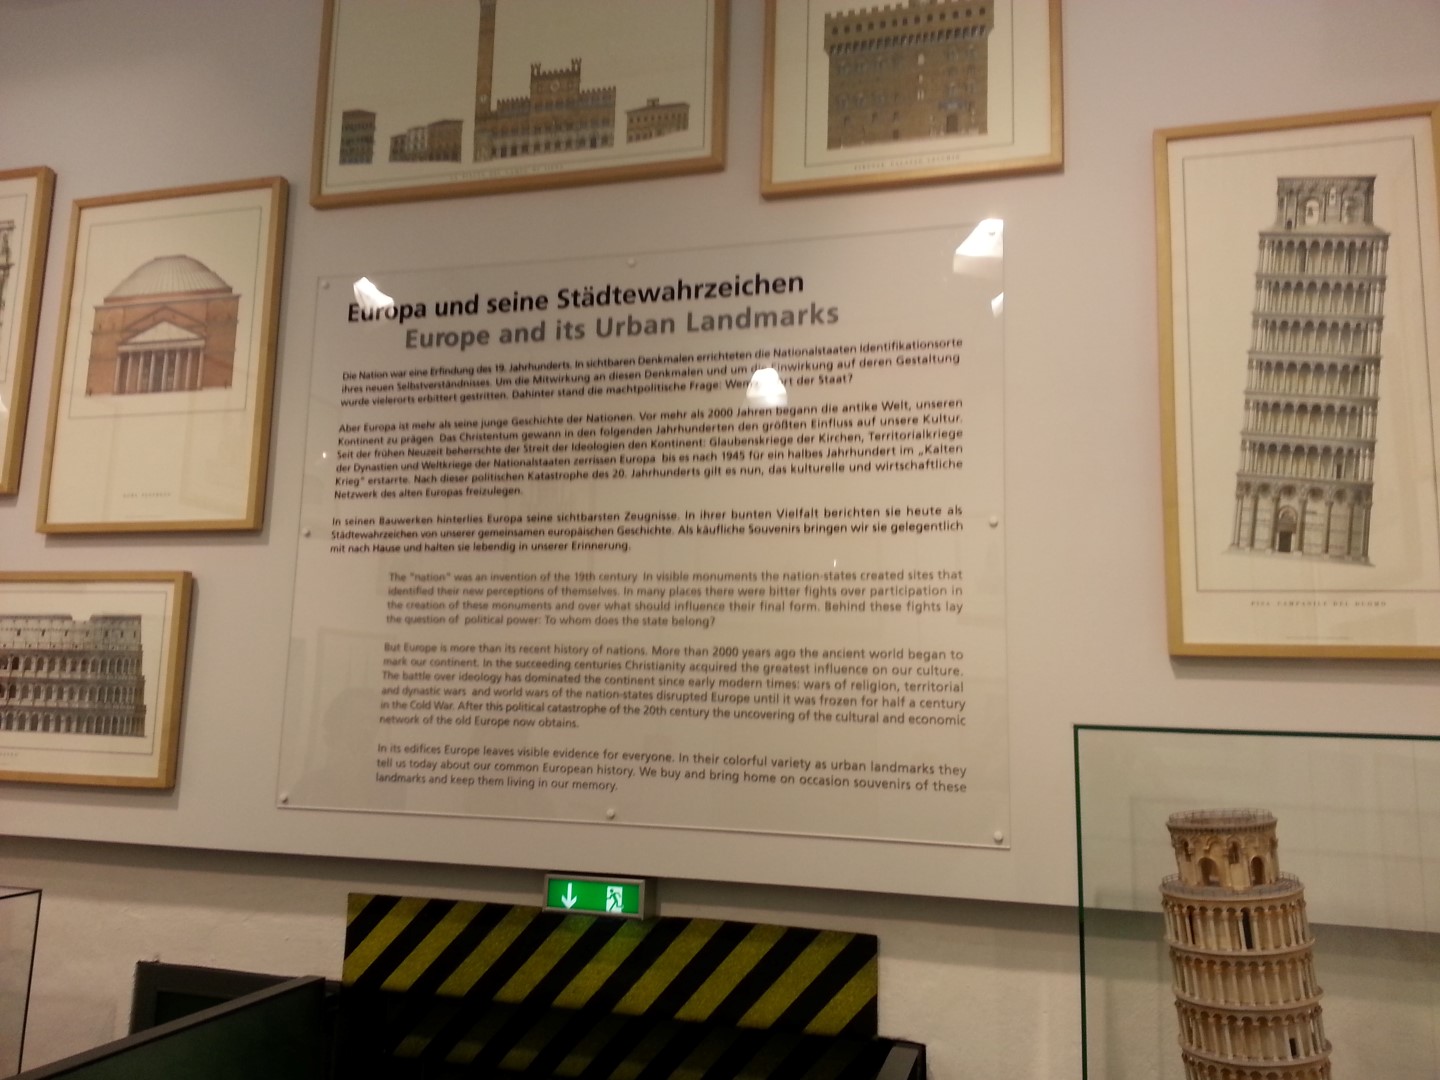 Europa und seine Städtewahrzeichen
Europe and its Urban Landmarks
Die Nation war eine Erfindung des 19. Jahrhunderts. In sichtbaren Denkmalen errichteten die Nationalstaaten Identifikationsorte
ihres neuen Selbstverständnisses. Um die Mitwirkung an diesen Denkmalen und um die Einwirkung auf deren Gestaltung
wurde vielerorts erbittert gestritten. Dahinter stand die machtpolitische Frage: Wem der Staat?
Aber Europa ist mehr als seine junge Geschichte der Nationen. Vor mehr als 2000 Jahren begann die antike Welt, unseren
Kontinent zu prägen. Das Christentum gewann in den folgenden Jahrhunderten den größten Einfluss auf unsere Kultur.
Seit der frühen Neuzeit beherrschte der Streit der Ideologien den Kontinent: Glaubenskriege der Kirchen, Territorialkriege
der Dynastien und Weltkriege der Nationalstaaten zerrissen Europa bis es nach 1945 für ein halbes Jahrhundert im „Kalten
Krieg" erstarrte. Nach dieser politischen Katastrophe des 20. Jahrhunderts gilt es nun, das kulturelle und wirtschaftliche
Netzwerk des alten Europas freizulegen.
In seinen Bauwerken hinterlies Europa seine sichtbarsten Zeugnisse. In ihrer bunten Vielfalt berichten sie heute als
Städtewahrzeichen von unserer gemeinsamen europäischen Geschichte. Als käufliche Souvenirs bringen wir sie gelegentlich
mit nach Hause und halten sie lebendig in unserer Erinnerung.
The "nation" was an invention of the 19th century. In visible monuments the nation-states created sites that
identified their new perceptions of themselves. In many places there were bitter fights over participation in
the creation of these monuments and over what should influence their final form. Behind these fights lay
the question of political power: To whom does the state belong?
But Europe is more than its recent history of nations. More than 2000 years ago the ancient world began to
mark our continent. In the succeeding centuries Christianity acquired the greatest influence on our culture.
The battle over ideology has dominated the continent since early modern times: wars of religion, territorial
and dynastic wars and world wars of the nation-states disrupted Europe until it was frozen for half a century
in the Cold War. After this political catastrophe of the 20th century the uncovering of the cultural and economic
network of the old Europe now obtains.
In its edifices Europe leaves visible evidence for everyone. In their colorful variety as urban landmarks they
tell us today about our common European history. We buy and bring home on occasion souvenirs of these
landmarks and keep them living in our memory.
PISA CAMPANILE DEL DUOMO